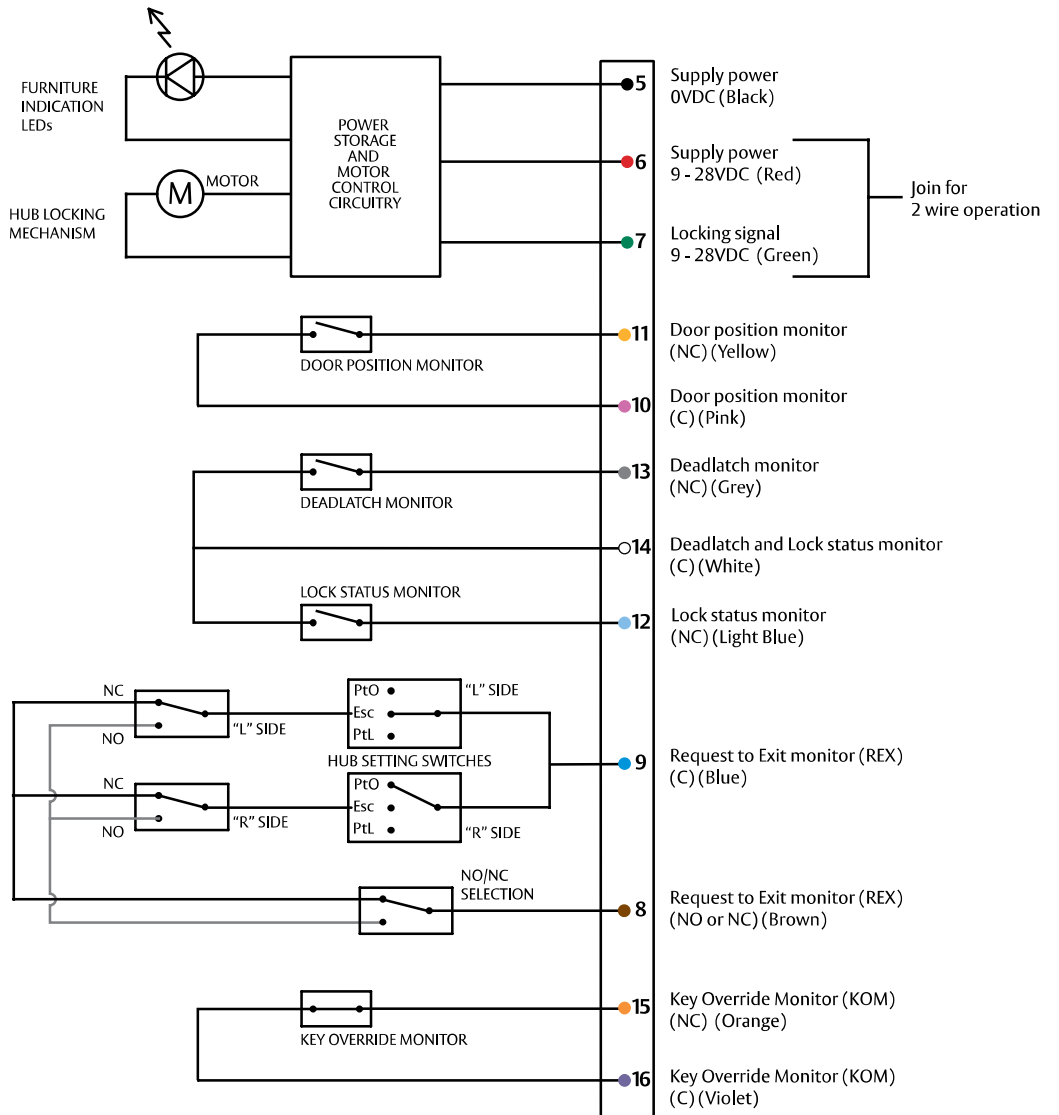 FURNITURE
INDICATION
LEDs
POWER
STORAGE
AND
MOTOR
CONTROL
CIRCUITRY
M
MOTOR
HUB LOCKING
MECHANISM
5
Supply power
0VDC (Black)
6
Supply power
9 - 28VDC (Red)
7
Locking signal
9 - 28VDC (Green)
Join for
2 wire operation
DOOR POSITION MONITOR
11
Door position monitor
(NC) (Yellow)
10
Door position monitor
(C) (Pink)
DEADLATCH MONITOR
13
Deadlatch monitor
(NC) (Grey)
14
Deadlatch and Lock status monitor
(C) (White)
LOCK STATUS MONITOR
12
Lock status monitor
(NC) (Light Blue)
NC
NO
"L" SIDE
PtO
Esc
PtL
"L" SIDE
HUB SETTING SWITCHES
NC
NO
"R" SIDE
PtO
Esc
PtL
"R" SIDE
9
Request to Exit monitor (REX)
(C) (Blue)
NO/NC
SELECTION
8
Request to Exit monitor (REX)
(NO or NC) (Brown)
KEY OVERRIDE MONITOR
15
Key Override Monitor (KOM)
(NC) (Orange)
16
Key Override Monitor (KOM)
(C) (Violet)